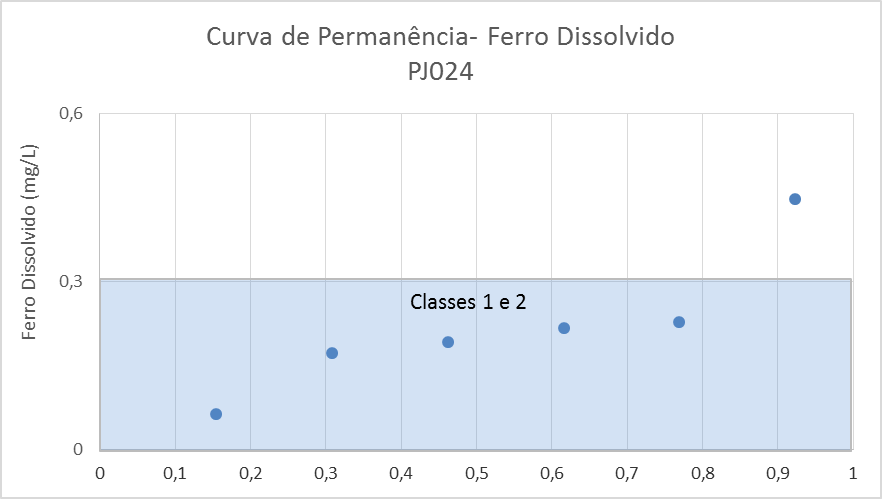 Curva de Permanência- Ferro Dissolvido
PJ024
Ferro Dissolvido (mg/L)
0,6
0,3
0
Classes 1 e 2
0 0,1 0,2 0,3 0,4 0,5 0,6 0,7 0,8 0,9 1